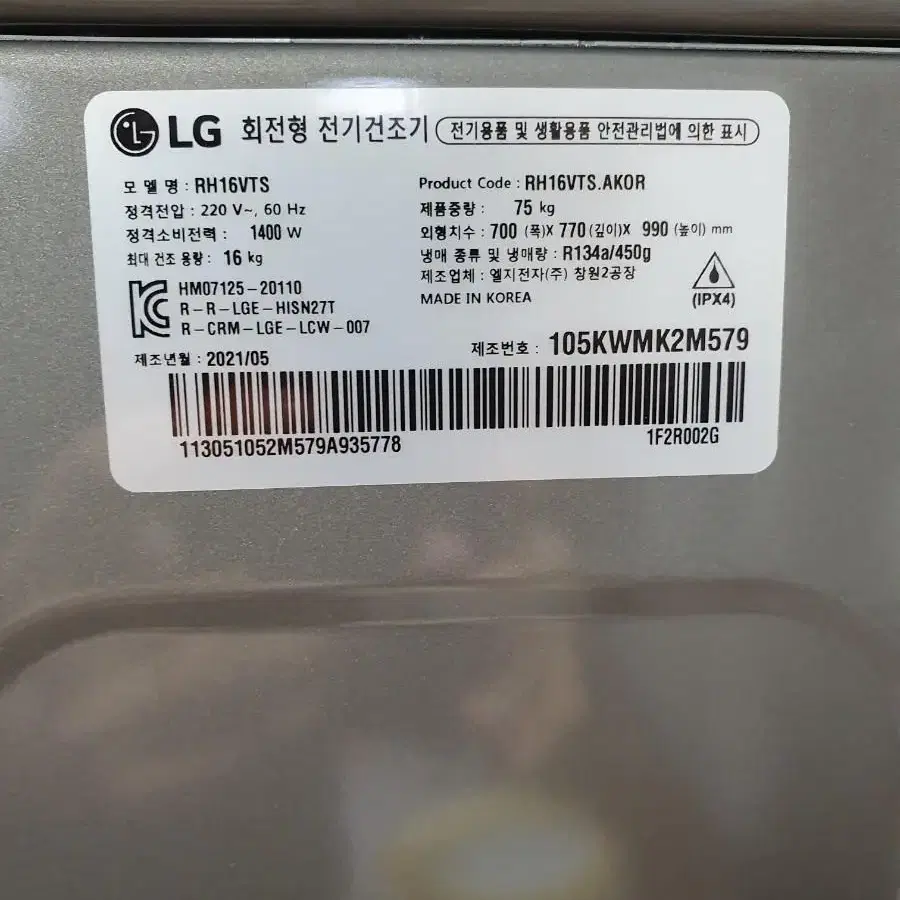 LG 회전형 전기건조기 전기용품 및 생활용품 안전관리법에 의한 표시
모 델 명 : RH16VTS
정격전압 : 220 V~, 60 Hz
정격소비전력 : 1400 W
최대 건조 용량 : 16 kg
HM07125-20110
R-R-LGE-HISN27T
R-CRM-LGE-LCW-007
제조년월 : 2021/05
Product Code : RH16VTS.AKOR
제품중량 : 75 kg
외형치수 : 700 (폭)X 770 (깊이)X 990 (높이) mm
냉매 종류 및 냉매량 : R134a/450g
제조업체 : 엘지전자(주) 창원2공장
MADE IN KOREA
(IPX4)
제조번호 : 105KWMK2M579
113051052M579A935778
1F2R002G